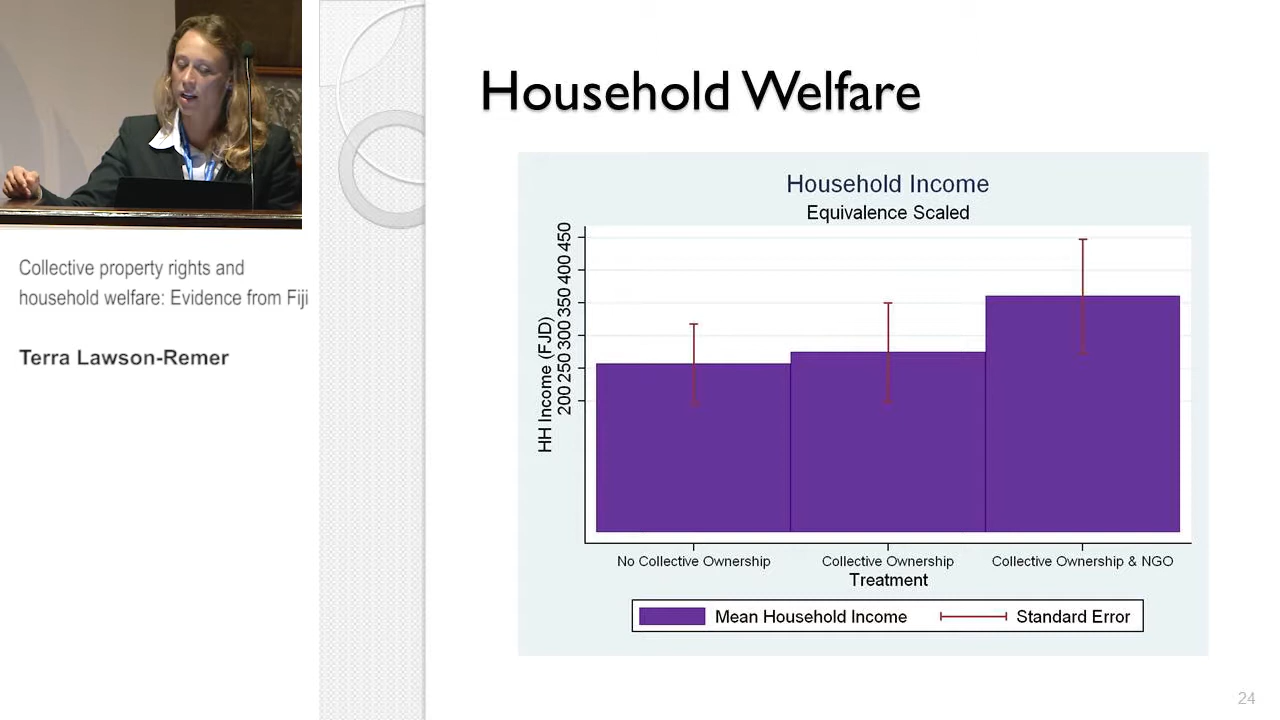 Household Welfare
Collective property rights and
household welfare: Evidence from Fiji
Terra Lawson-Remer
Household Income
Equivalence Scaled
HH Income (FJD)
450
400
350
300
250
200
No Collective Ownership
Collective Ownership
Collective Ownership & NGO
Treatment
Mean Household Income
Standard Error
24